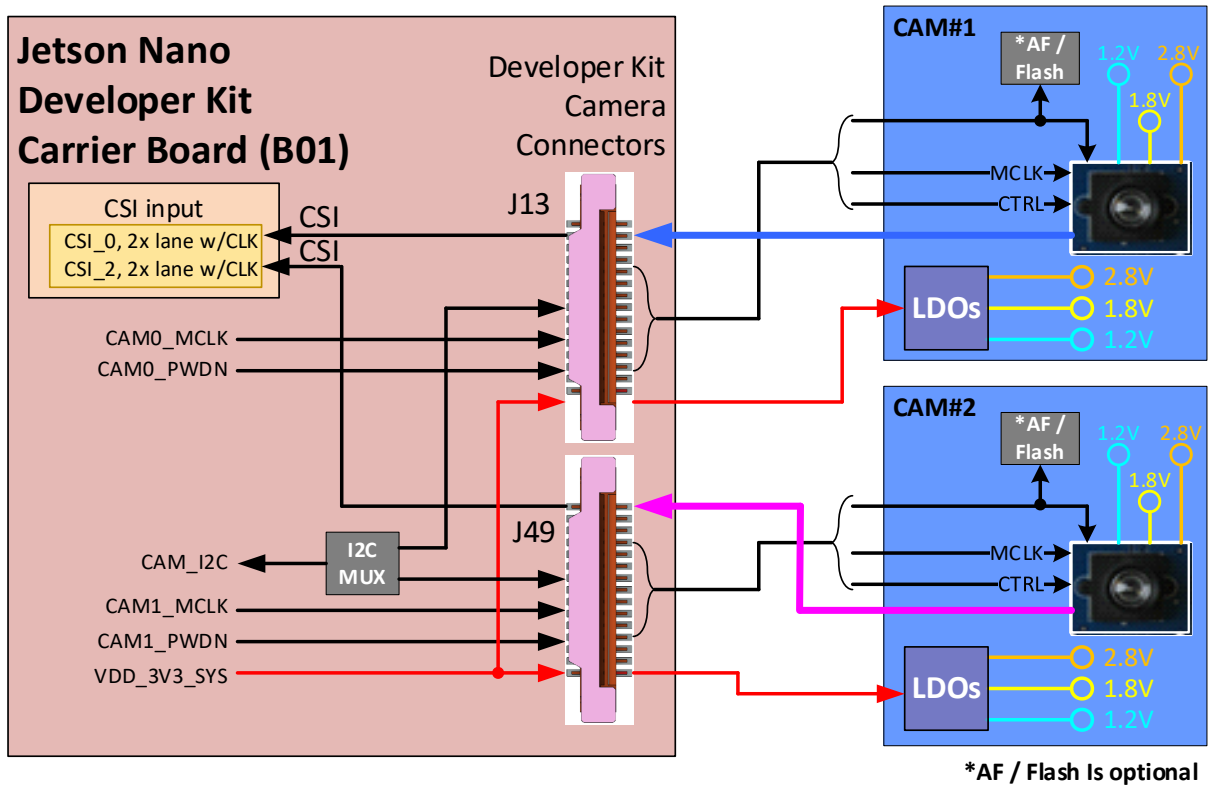 Jetson Nano
Developer Kit
Carrier Board (B01)
Developer Kit
Camera
Connectors
CSI input
CSI_0, 2x lane w/CLK
CSI_2, 2x lane w/CLK
CSI
CSI
J13
CAM0_MCLK
CAM0_PWDN
J49
I2C
MUX
CAM_I2C
CAM1_MCLK
CAM1_PWDN
VDD_3V3_SYS
CAM#1
*AF /
Flash
1.2V
2.8V
1.8V
MCLK
CTRL
LDOs
2.8V
1.8V
1.2V
CAM#2
*AF /
Flash
1.2V
2.8V
1.8V
MCLK
CTRL
LDOs
2.8V
1.8V
1.2V
*AF / Flash Is optional